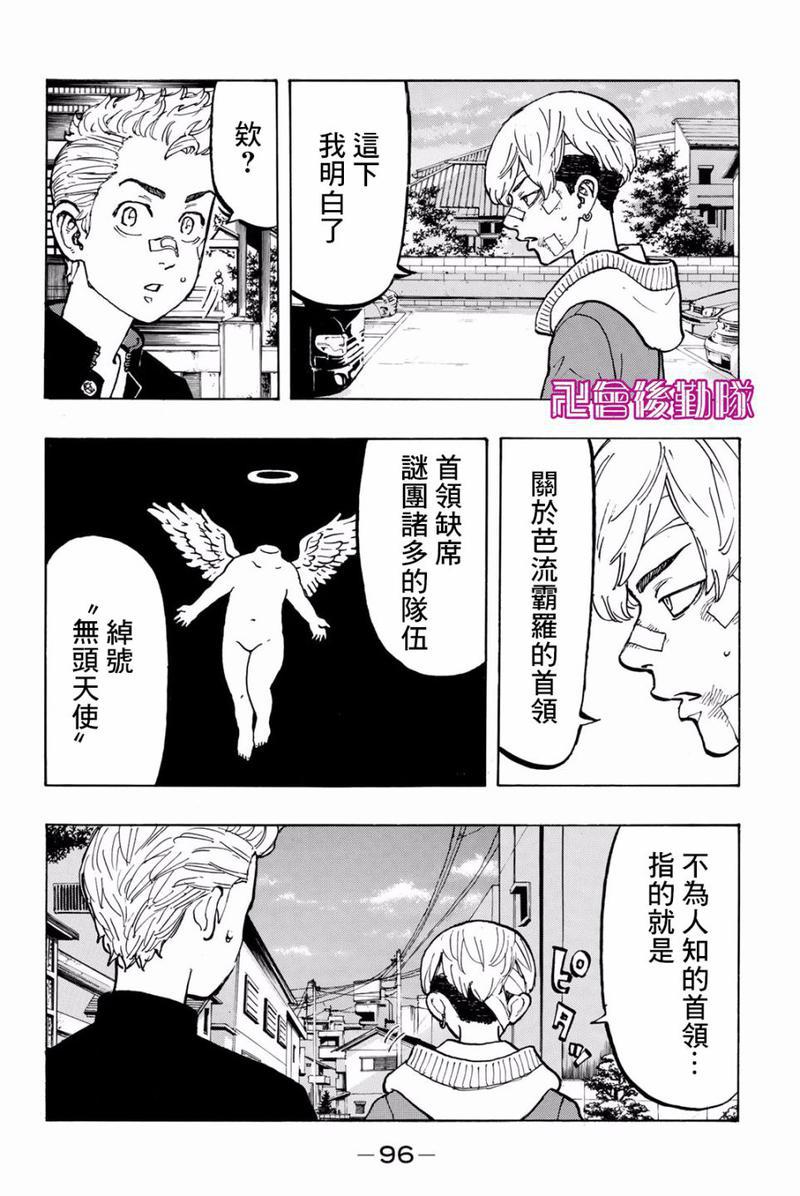 這下
我明白了
欸？
卍會後勤隊
關於芭流霸羅的首領
首領缺席
謎團諸多的隊伍
綽號
〝無頭天使〞
不為人知的首領…
指的就是
ピタッ
－96－